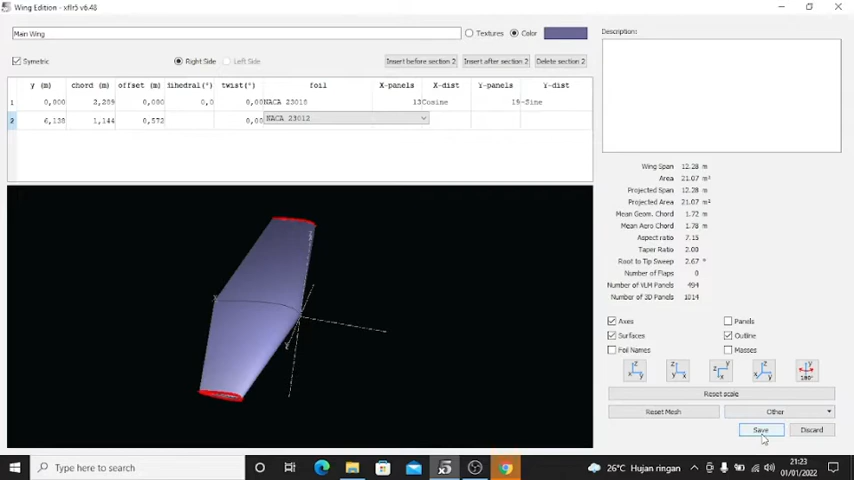 Wing Edition - xflr5 v6.48
Main Wing
Textures
Color
Description:
Symetric
Right Side
Left Side
Insert before section 2
Insert after section 2
Delete section 2
y (m) chord (m) offset (m) dihedral(°) twist(°) foil X-panels X-dist Y-panels Y-dist
1 0,000 2,289 0,000 0,0 0,00 NACA 23018 13 Cosine 19 -Sine
2 6,138 1,144 0,572 0,00 NACA 23012
Wing Span 12.28 m
Area 21.07 m²
Projected Span 12.28 m
Projected Area 21.07 m²
Mean Geom. Chord 1.72 m
Mean Aero Chord 1.78 m
Aspect ratio 7.15
Taper Ratio 2.00
Root to Tip Sweep 2.67 °
Number of Flaps 0
Number of VLM Panels 494
Number of 3D Panels 1014
Axes
Panels
Surfaces
Outline
Foil Names
Masses
Reset scale
Reset Mesh
Other
Save
Discard
Type here to search
26°C Hujan ringan
21:23
01/01/2022